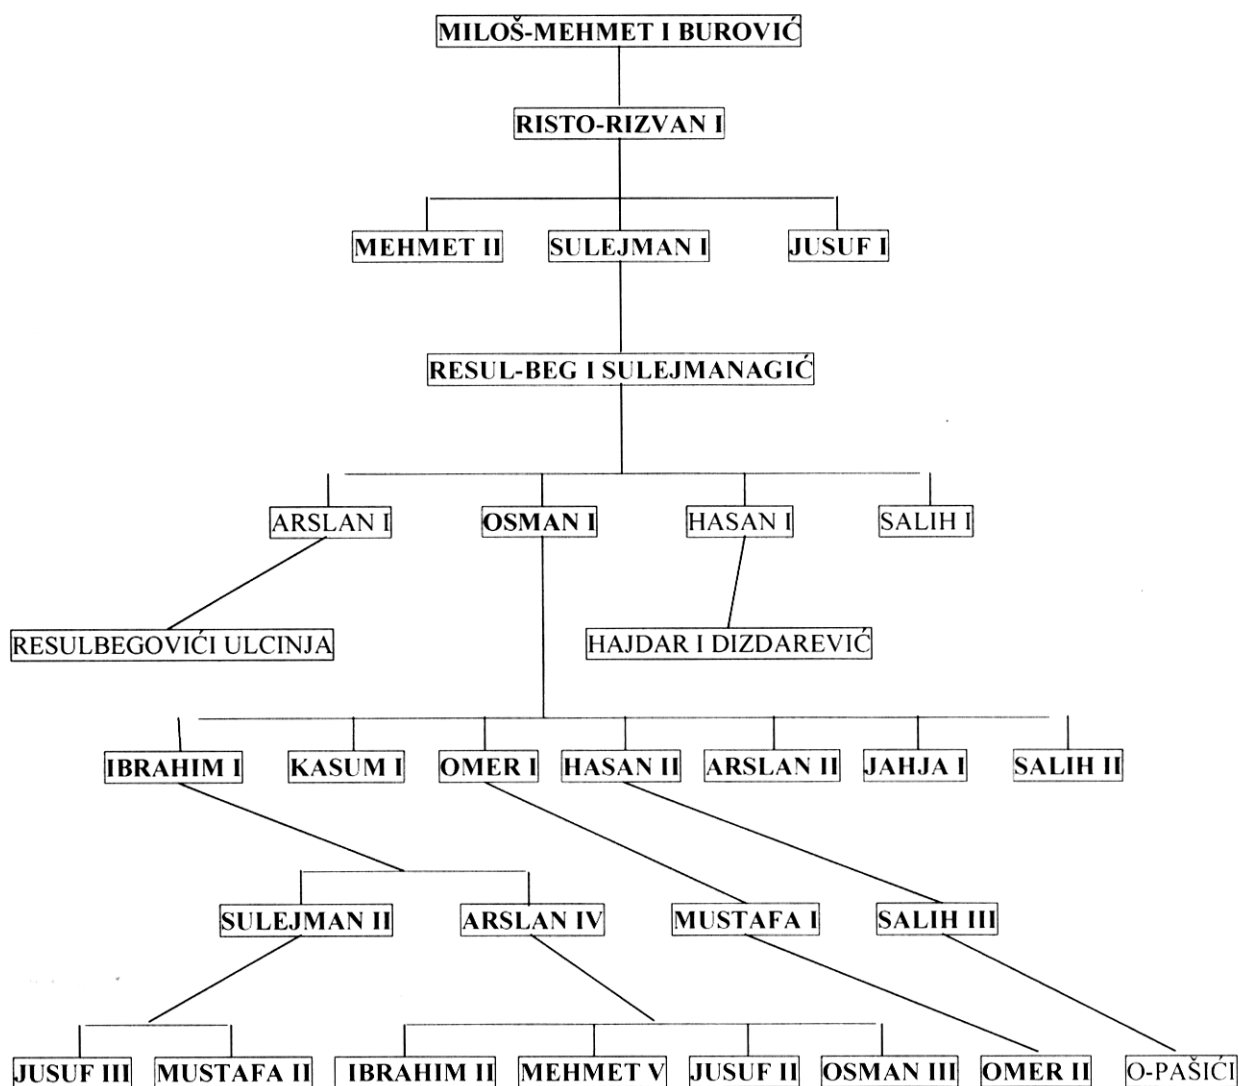 MILOŠ-MEHMET I BUROVIĆ
RISTO-RIZVAN I
MEHMET II SULEJMAN I JUSUF I
RESUL-BEG I SULEJMANAGIĆ
ARSLAN I OSMAN I HASAN I SALIH I
RESULBEGOVIĆI ULCINJA HAJDAR I DIZDAREVIĆ
IBRAHIM I KASUM I OMER I HASAN II ARSLAN II JAHJA I SALIH II
SULEJMAN II ARSLAN IV MUSTAFA I SALIH III
JUSUF III MUSTAFA II IBRAHIM II MEHMET V JUSUF II OSMAN III OMER II O-PAŠIĆI